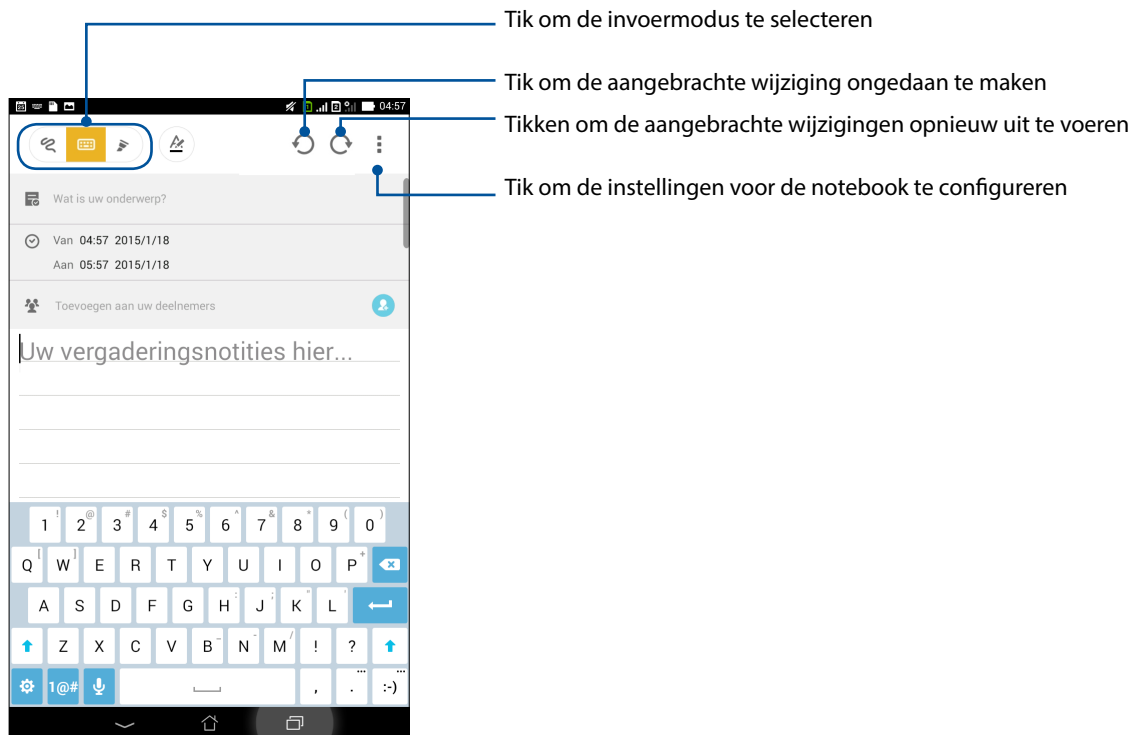 Tik om de invoermodus te selecteren
Tik om de aangebrachte wijziging ongedaan te maken
Tikken om de aangebrachte wijzigingen opnieuw uit te voeren
Tik om de instellingen voor de notebook te configureren
04:57
Wat is uw onderwerp?
Van 04:57 2015/1/18
Aan 05:57 2015/1/18
Toevoegen aan uw deelnemers
Uw vergaderingsnotities hier...
1 ! 2 @ 3 # 4 $ 5 % 6 ^ 7 & 8 * 9 ( 0 )
Q [ W ] E R T Y U I O P +
A S D F G H : J ; K " L '
Z X C V B _ N - M / ! ?
1@# , . ... :-) ...